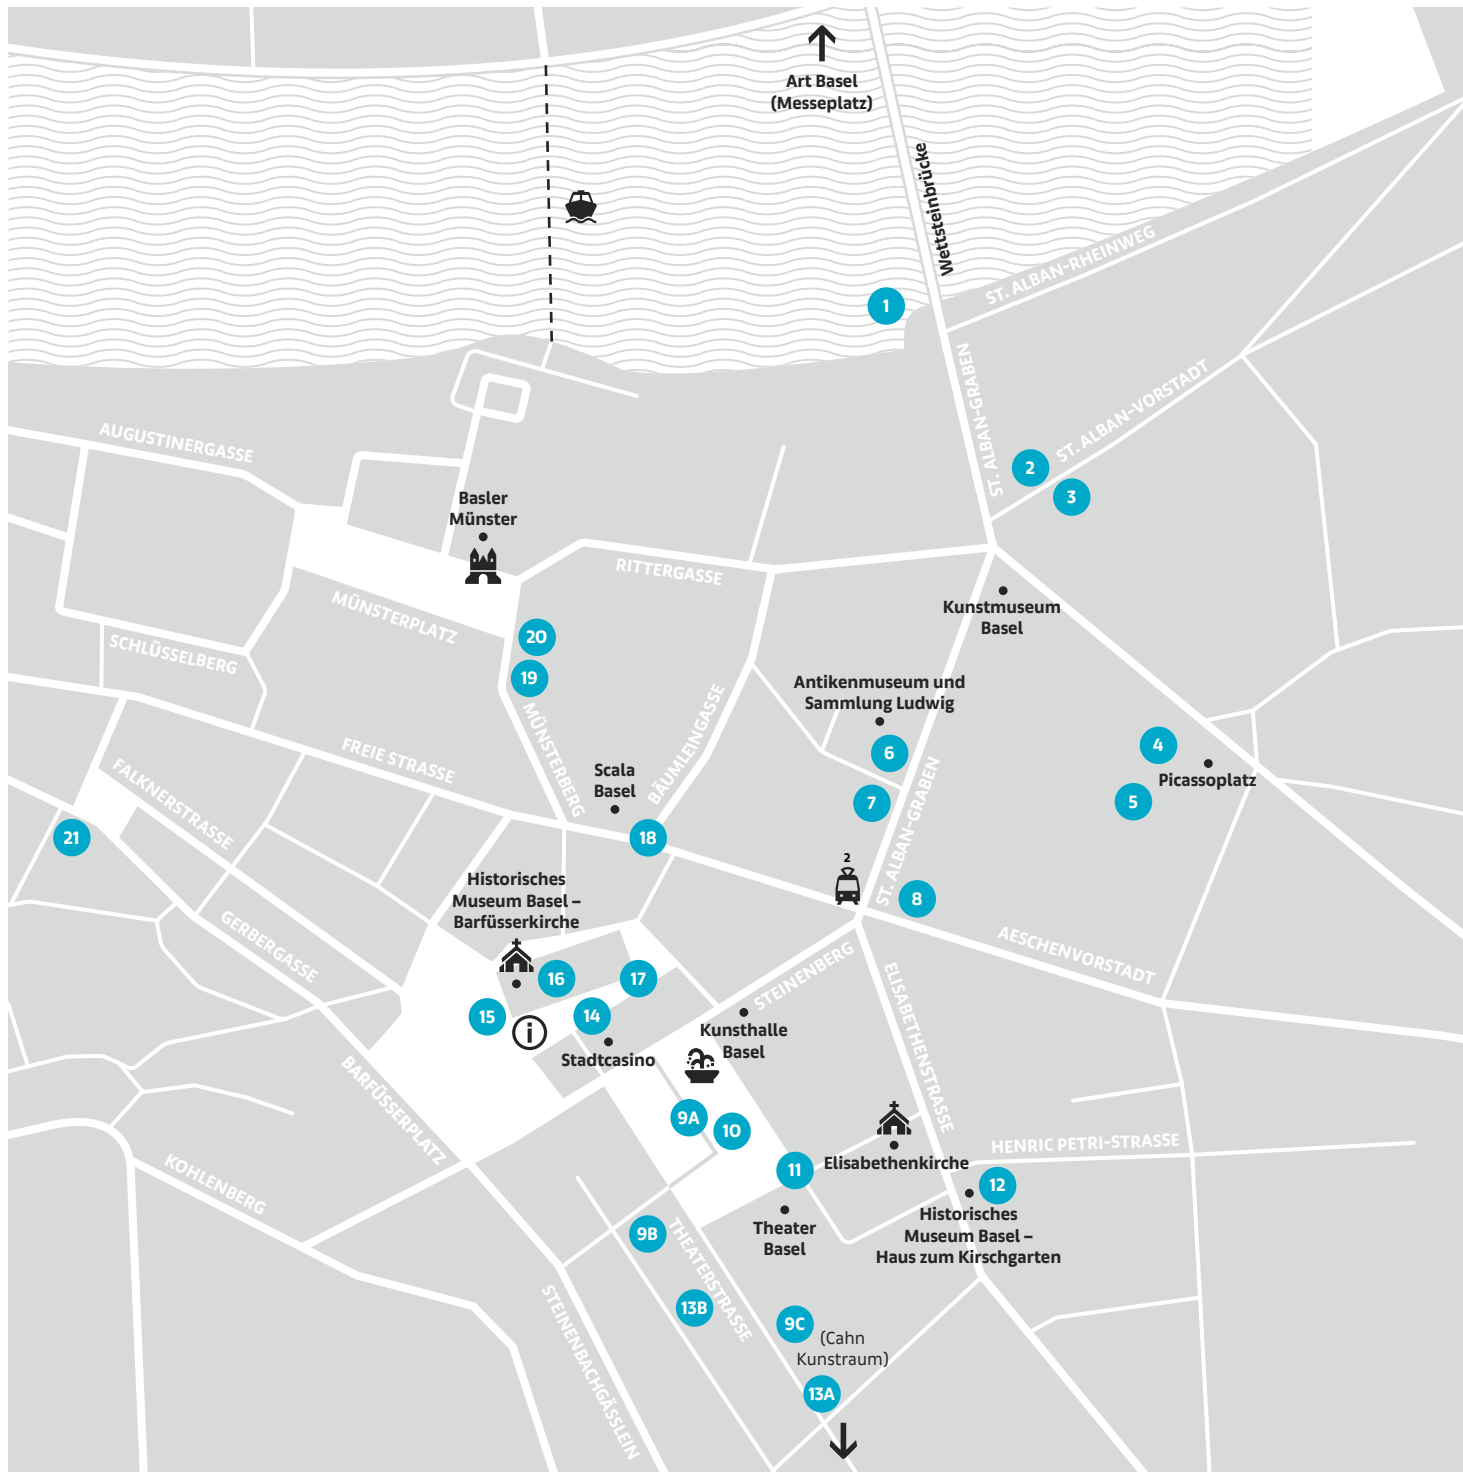 Art Basel
(Messeplatz)
Wettsteinbrücke
ST. ALBAN-RHEINWEG
1
ST. ALBAN-GRABEN
ST. ALBAN-VORSTADT
2
3
AUGUSTINERGASSE
Basler
Münster
RITTERGASSE
MÜNSTERPLATZ
Kunstmuseum
Basel
SCHLÜSSELBERG
20
19
Antikenmuseum und
Sammlung Ludwig
6
4
Picassoplatz
5
7
FREIE STRASSE
MÜNSTERBERG
BÄUMLEINGASSE
Scala
Basel
FALKNERSTRASSE
21
18
ST. ALBAN-GRABEN
2
8
Historisches
Museum Basel –
Barfüsserkirche
GERBERGASSE
AESCHENVORSTADT
STEINENBERG
16
17
15
14
Stadtcasino
Kunsthalle
Basel
ELISABETHENSTRASSE
BARFÜSSERPLATZ
9A
10
11
Elisabethenkirche
HENRIC PETRI-STRASSE
KOHLENBERG
12
Historisches
Museum Basel –
Haus zum Kirschgarten
Theater
Basel
9B
THEATERSTRASSE
13B
9C
(Cahn
Kunstraum)
STEINENBACHGÄSSLEIN
13A